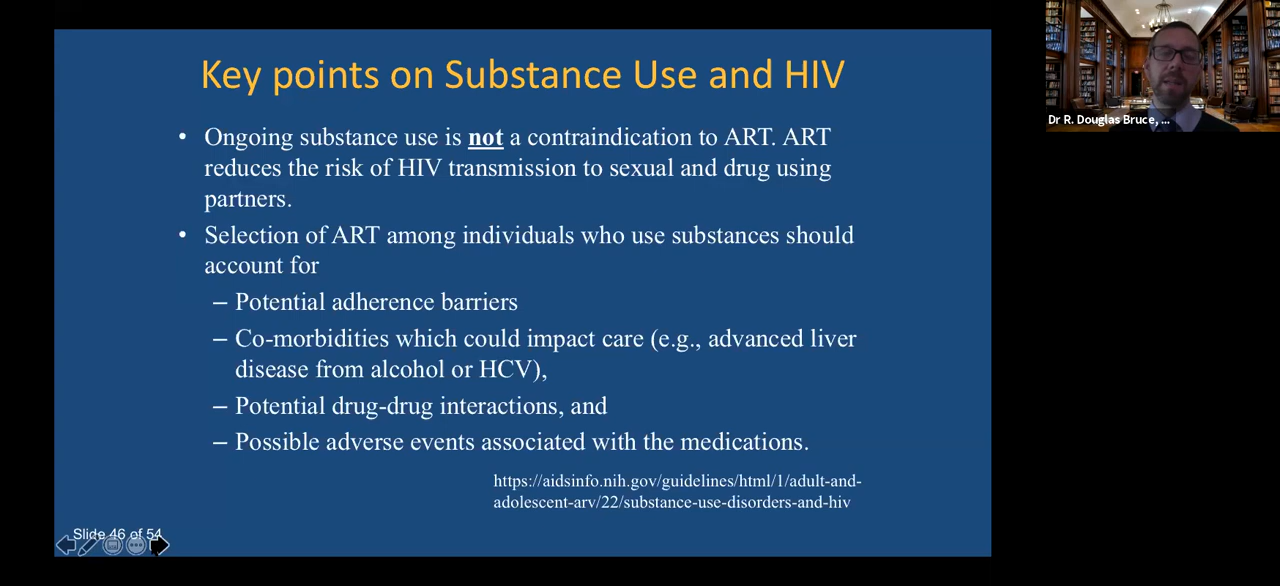 Key points on Substance Use and HIV
• Ongoing substance use is not a contraindication to ART. ART
reduces the risk of HIV transmission to sexual and drug using
partners.
• Selection of ART among individuals who use substances should
account for
– Potential adherence barriers
– Co-morbidities which could impact care (e.g., advanced liver
disease from alcohol or HCV),
– Potential drug-drug interactions, and
– Possible adverse events associated with the medications.
https://aidsinfo.nih.gov/guidelines/html/1/adult-and-
adolescent-arv/22/substance-use-disorders-and-hiv
Slide 46 of 54
Dr R. Douglas Bruce, ...